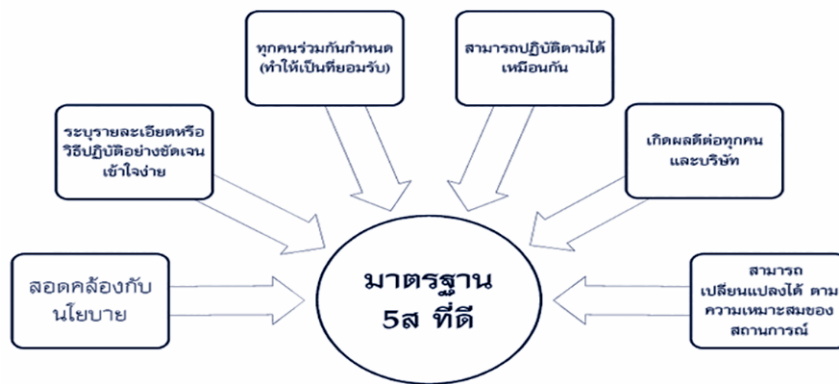 ทุกคนร่วมกันกำหนด
(ทำให้เป็นที่ยอมรับ)
สามารถปฏิบัติตามได้
เหมือนกัน
ระบุรายละเอียดหรือ
วิธีปฏิบัติอย่างชัดเจน
เข้าใจง่าย
เกิดผลดีต่อทุกคน
และบริษัท
สอดคล้องกับ
นโยบาย
มาตรฐาน
5ส ที่ดี
สามารถ
เปลี่ยนแปลงได้ ตาม
ความเหมาะสมของ
สถานการณ์